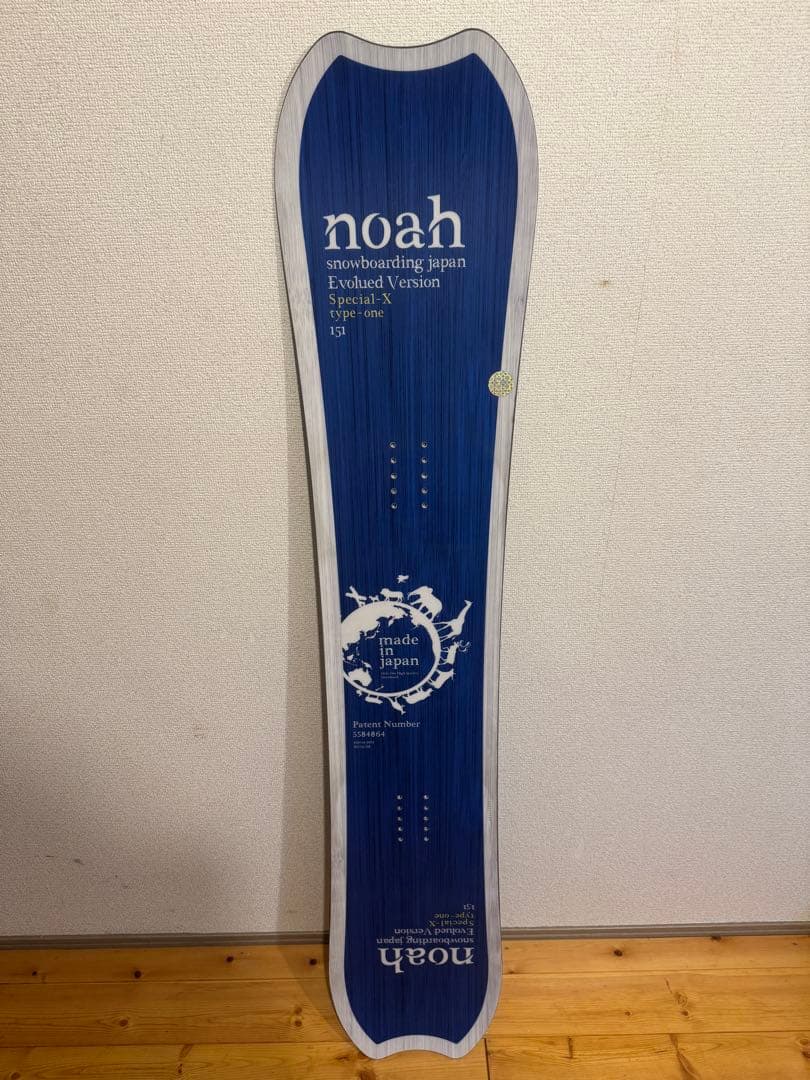 noah
snowboarding japan
Evolued Version
Special-X
type-one
151
made
in
japan
Patent Number
5584864
noah
snowboarding japan
Evolued Version
Special-X
type-one
151